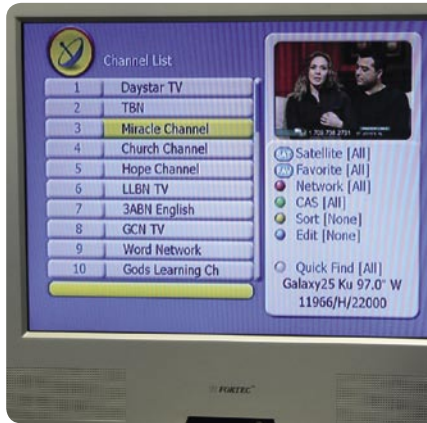 Channel List
1 Daystar TV
2 TBN
3 Miracle Channel
4 Church Channel
5 Hope Channel
6 LLBN TV
7 3ABN English
8 GCN TV
9 Word Network
10 Gods Learning Ch
Satellite [All]
Favorite [All]
Network [All]
CAS [All]
Sort [None]
Edit [None]
Quick Find [All]
Galaxy25 Ku 97.0° W
11966/H/22000
FORTEC